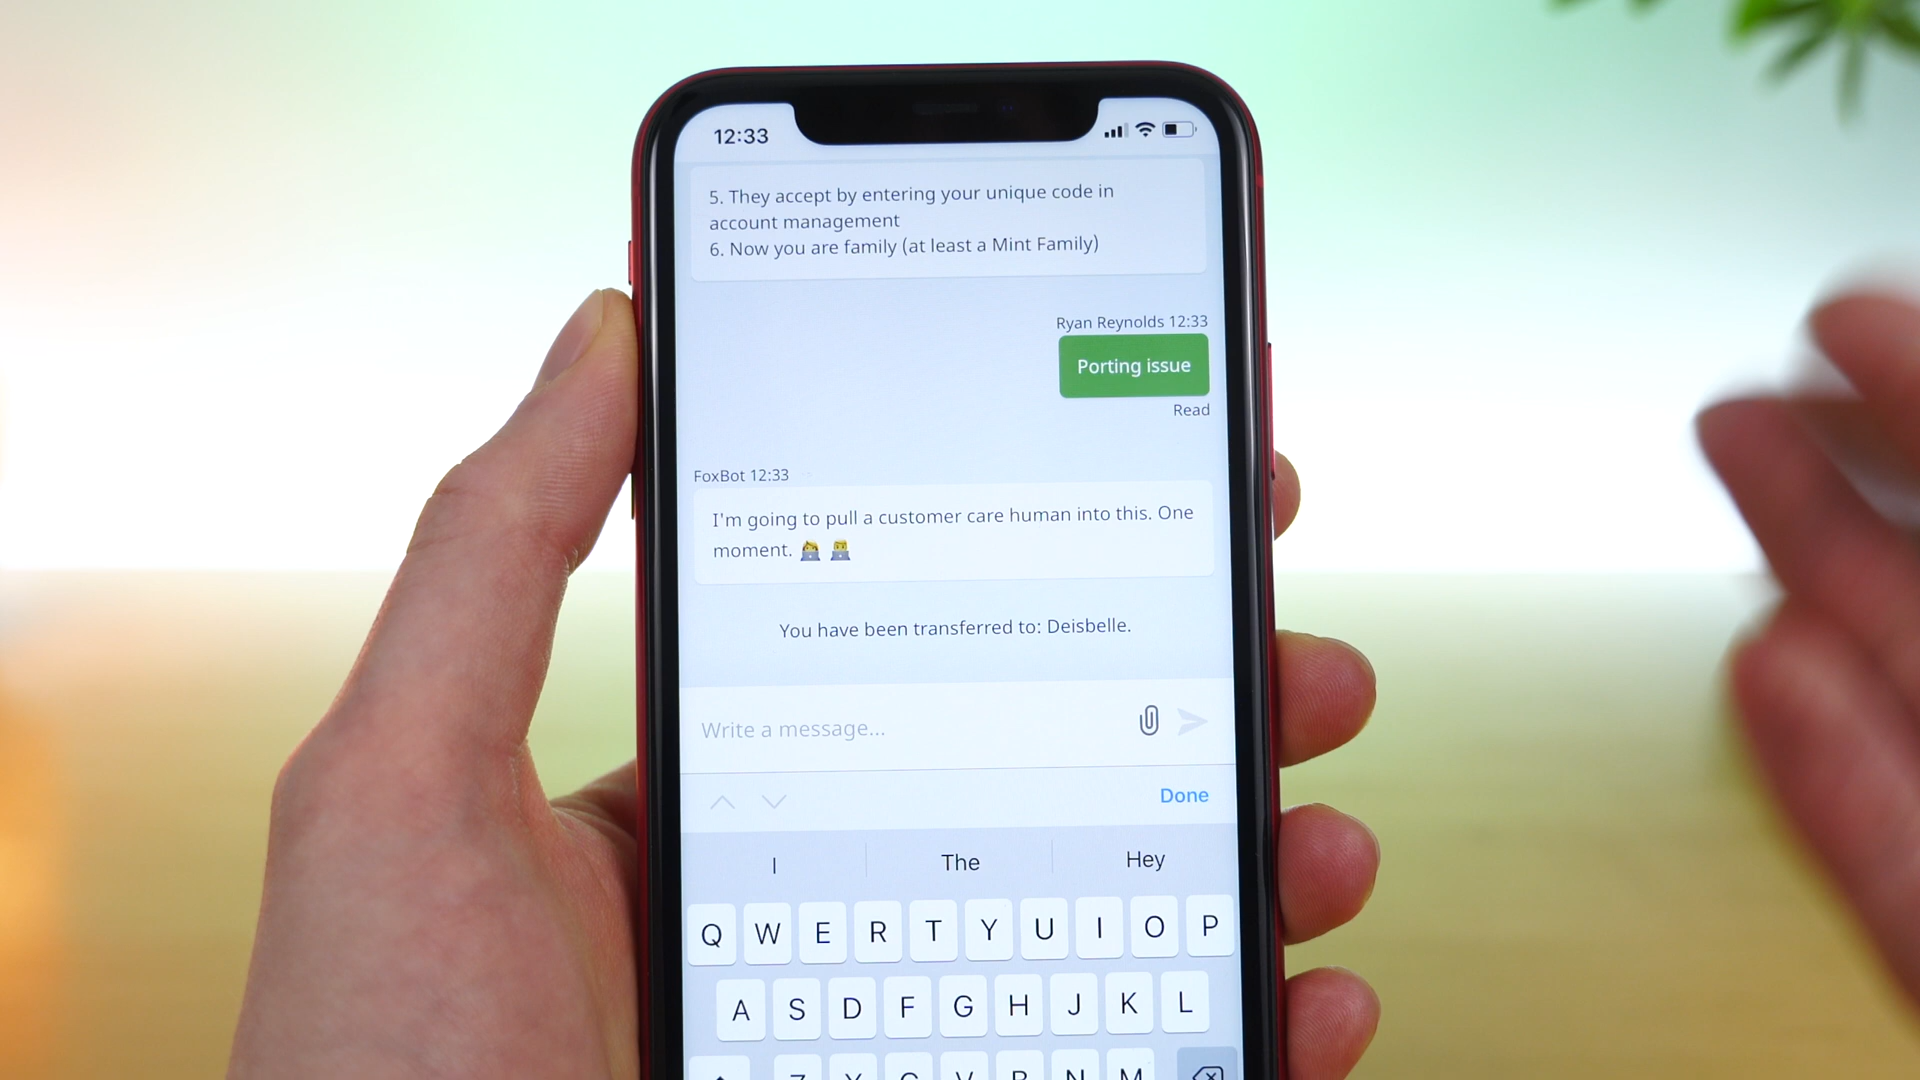 12:33
5. They accept by entering your unique code in
account management
6. Now you are family (at least a Mint Family)
Ryan Reynolds 12:33
Porting issue
Read
FoxBot 12:33
I'm going to pull a customer care human into this. One
moment.
You have been transferred to: Deisbelle.
Write a message...
Done
I The Hey
Q W E R T Y U I O P
A S D F G H J K L
Z X C V B N M